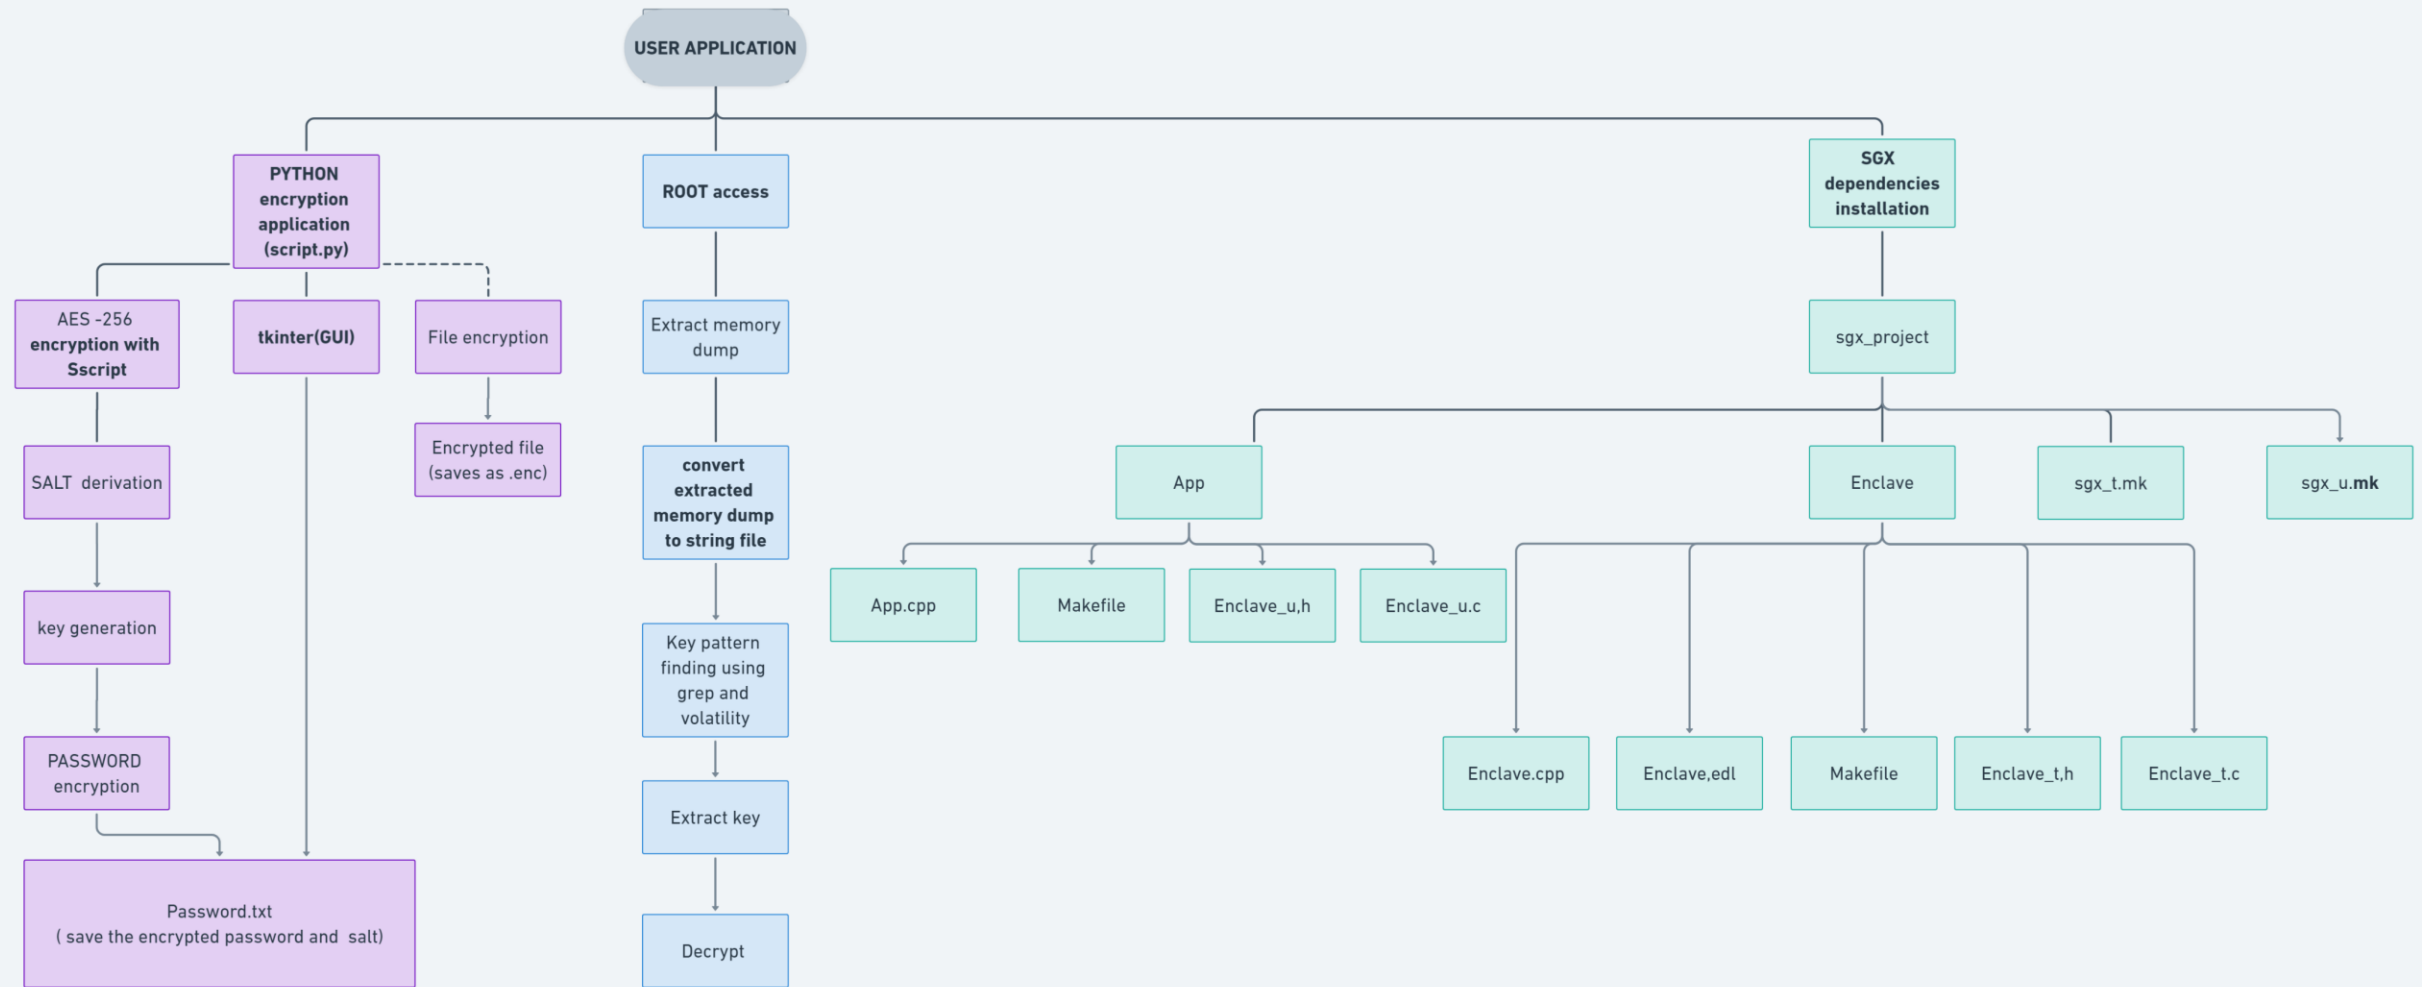 USER APPLICATION
PYTHON
encryption
application
(script.py)
ROOT access
SGX
dependencies
installation
AES -256
encryption with
Sscript
tkinter(GUI)
File encryption
Extract memory
dump
sgx_project
Encrypted file
(saves as .enc)
SALT derivation
convert
extracted
memory dump
to string file
App
Enclave
sgx_t.mk
sgx_u.mk
key generation
Key pattern
finding using
grep and
volatility
App.cpp
Makefile
Enclave_u,h
Enclave_u.c
PASSWORD
encryption
Extract key
Enclave.cpp
Enclave,edl
Makefile
Enclave_t,h
Enclave_t.c
Password.txt
( save the encrypted password and salt)
Decrypt